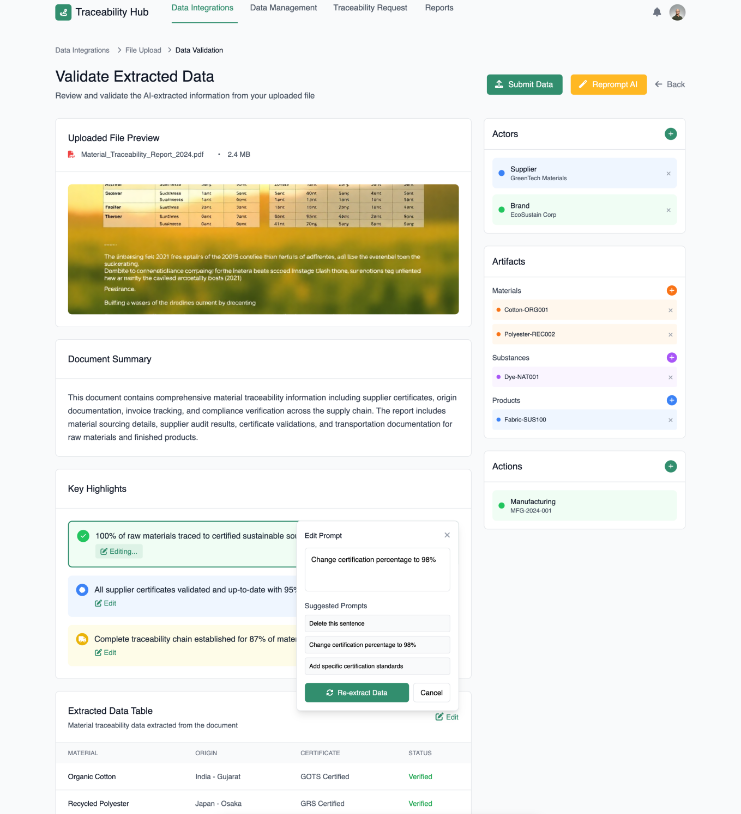 Traceability Hub
Data Integrations
Data Management
Traceability Request
Reports
Data Integrations > File Upload > Data Validation
Validate Extracted Data
Review and validate the AI-extracted information from your uploaded file
Submit Data
Reprompt AI
← Back
Uploaded File Preview
Material_Traceability_Report_2024.pdf • 2.4 MB
Document Summary
This document contains comprehensive material traceability information including supplier certificates, origin
documentation, invoice tracking, and compliance verification across the supply chain. The report includes
material sourcing details, supplier audit results, certificate validations, and transportation documentation for
raw materials and finished products.
Key Highlights
100% of raw materials traced to certified sustainable
Editing...
All supplier certificates validated and up-to-date with 95%
Edit
Complete traceability chain established for 87% of
Edit
Edit Prompt
×
Change certification percentage to 98%
Suggested Prompts
Delete this sentence
Change certification percentage to 98%
Add specific certification standards
Re-extract Data
Cancel
Extracted Data Table
Material traceability data extracted from the document
Edit
MATERIAL ORIGIN CERTIFICATE STATUS
Organic Cotton India - Gujarat GOTS Certified Verified
Recycled Polyester Japan - Osaka GRS Certified Verified
Actors
+
Supplier
GreenTech Materials
×
Brand
EcoSustain Corp
×
Artifacts
Materials
+
Cotton-ORG001
×
Polyester-REC002
×
Substances
+
Dye-NAT001
×
Products
+
Fabric-SUS100
×
Actions
+
Manufacturing
MFG-2024-001